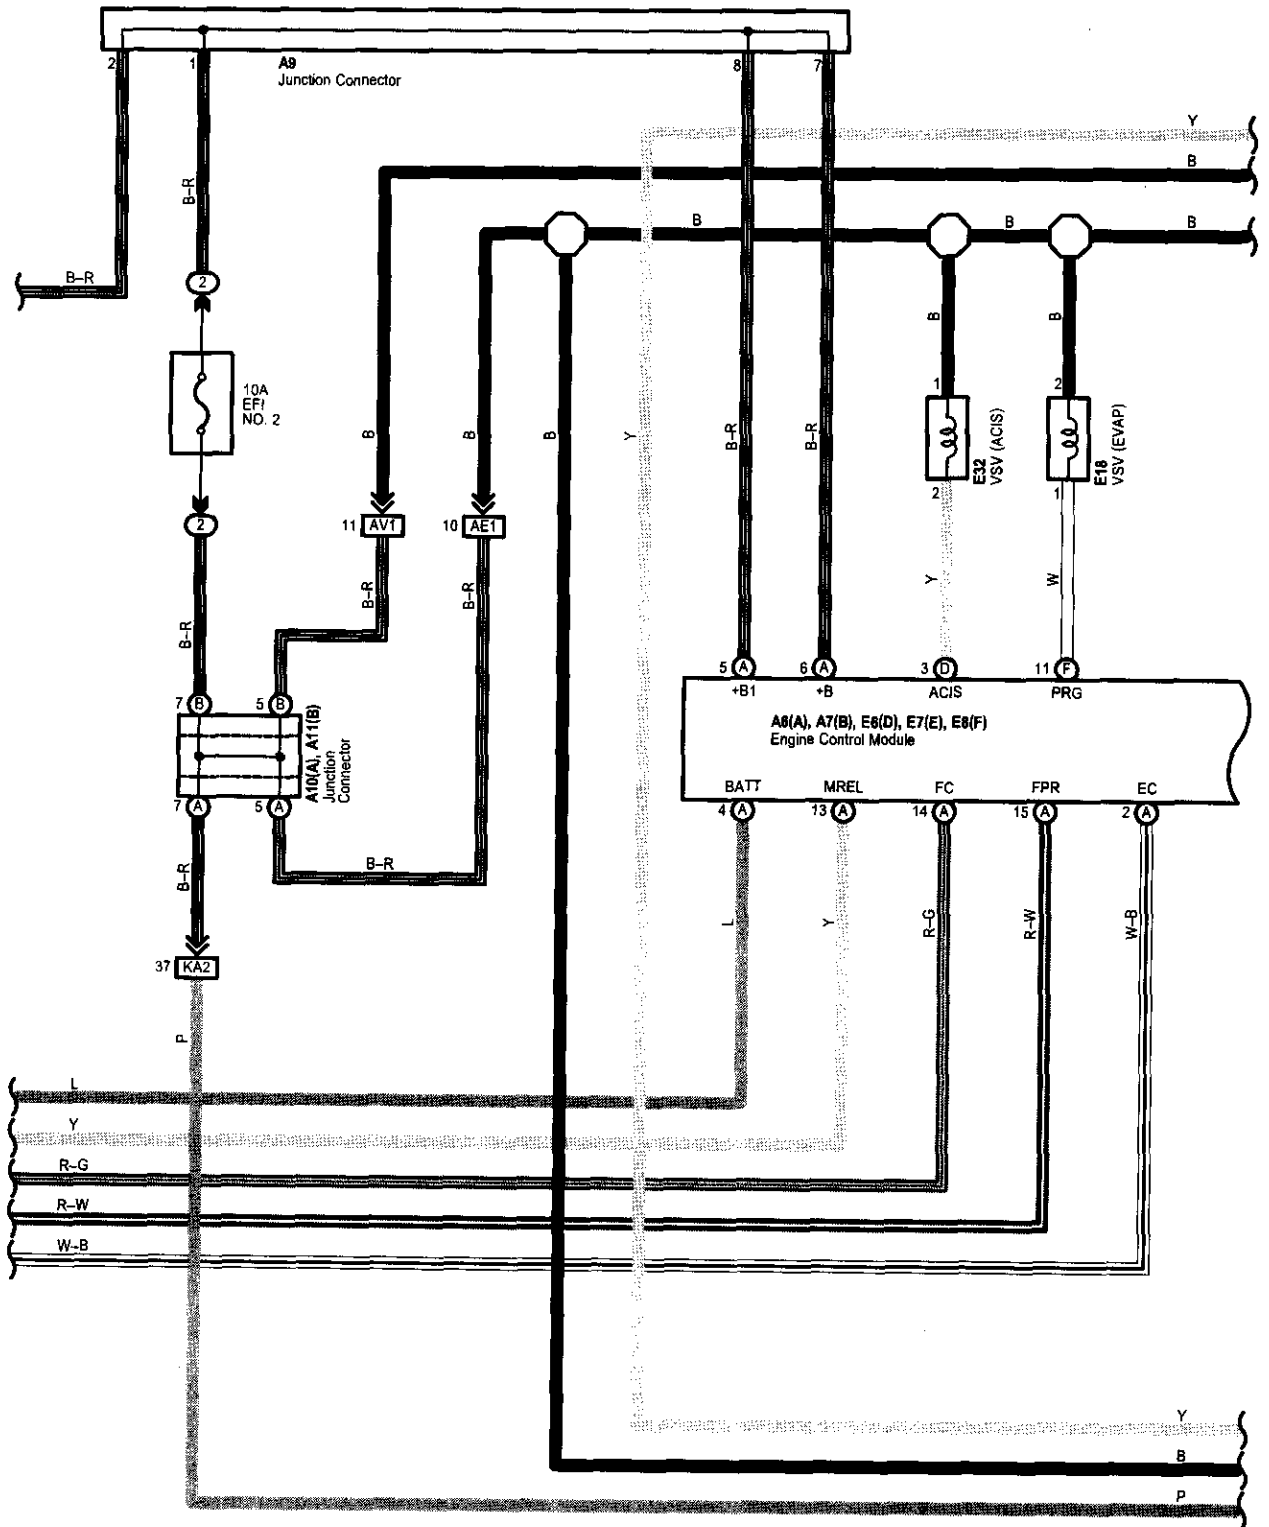 2
1
A9
Junction Connector
8
7
Y
B
B-R
B
B
B
B-R
2
10A
EFI
NO. 2
B
B
1
2
E32
VSV (ACIS)
E18
VSV (EVAP)
2
1
B
B
B
Y
B-R
B-R
2
11 AV1
10 AE1
B-R
B-R
Y
W
B-R
7 B
5 B
A10(A), A11(B)
Junction
Connector
7 A
5 A
5 A
6 A
3 D
11 F
+B1
+B
ACIS
PRG
A6(A), A7(B), E6(D), E7(E), E8(F)
Engine Control Module
BATT
MREL
FC
FPR
EC
4 A
13 A
14 A
15 A
2 A
B-R
B-R
L
Y
R-G
R-W
W-B
37 KA2
P
L
Y
R-G
R-W
W-B
Y
B
P